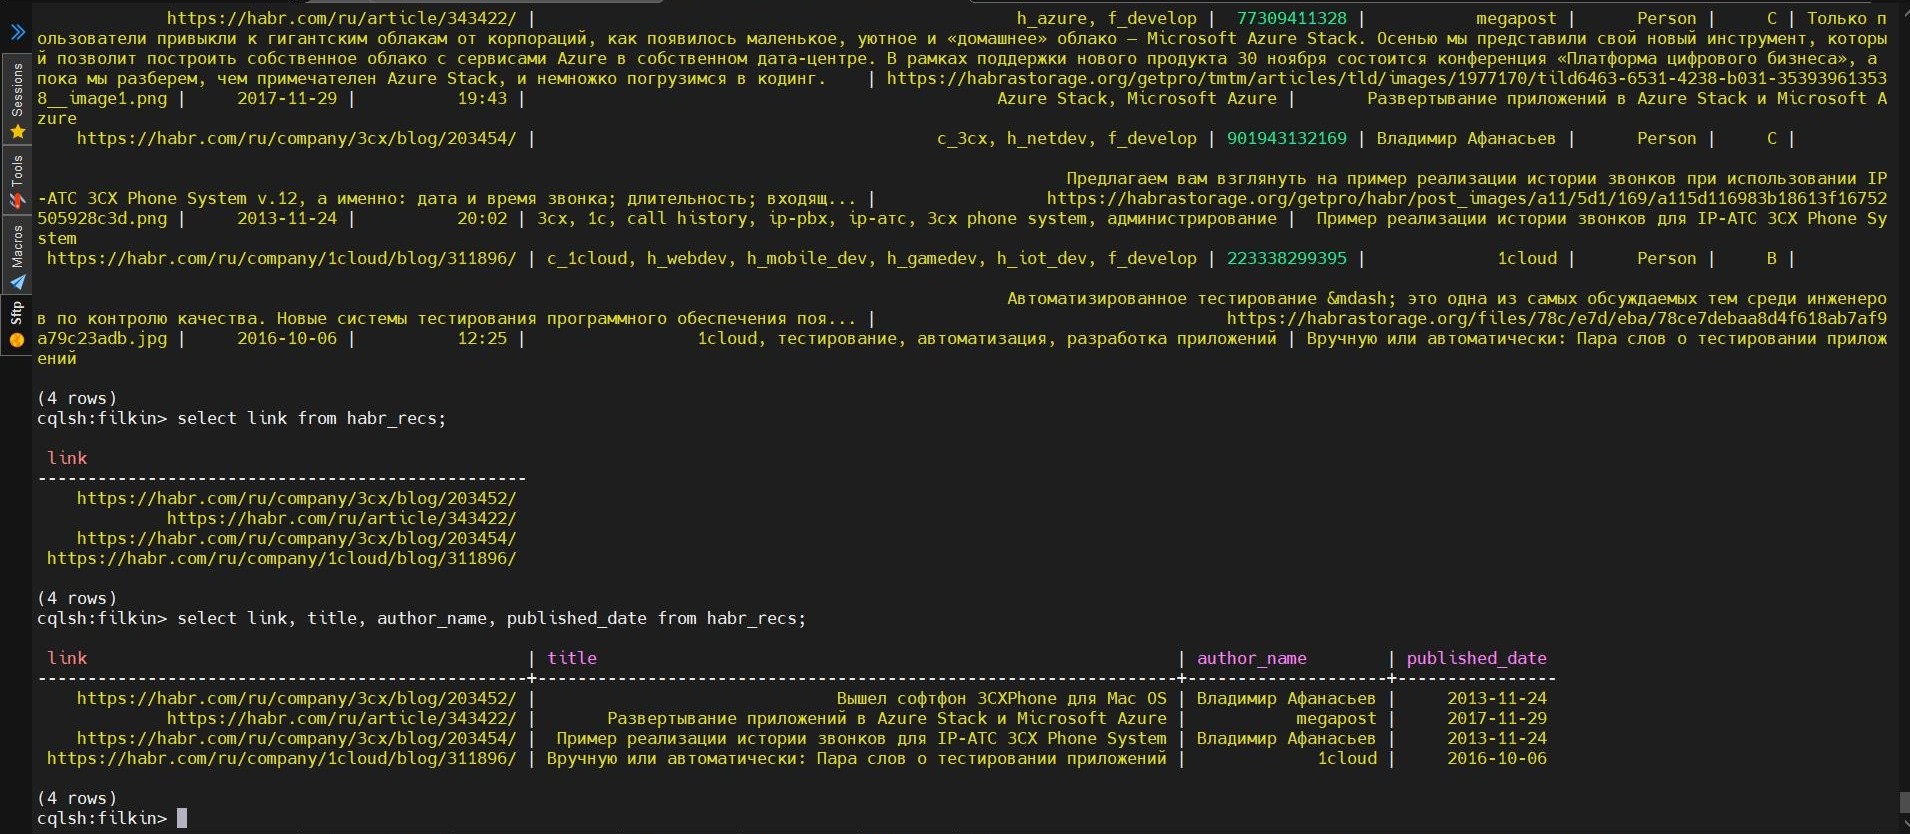 https://habr.com/ru/article/343422/ | h_azure, f_develop | 77309411328 | megapost | Person | C | Только п
ользователи привыкли к гигантским облакам от корпораций, как появилось маленькое, уютное и «домашнее» облако — Microsoft Azure Stack. Осенью мы представили свой новый инструмент, которы
й позволит построить собственное облако с сервисами Azure в собственном дата-центре. В рамках поддержки нового продукта 30 ноября состоится конференция «Платформа цифрового бизнеса», а
пока мы разберем, чем примечателен Azure Stack, и немножко погрузимся в кодинг. | https://habrastorage.org/getpro/tmtm/articles/tld/images/1977170/tild6463-6531-4238-b031-35393961353
8__image1.png | 2017-11-29 | 19:43 | Azure Stack, Microsoft Azure | Развертывание приложений в Azure Stack и Microsoft A
zure
https://habr.com/ru/company/3cx/blog/203454/ | c_3cx, h_netdev, f_develop | 901943132169 | Владимир Афанасьев | Person | C |
Предлагаем вам взглянуть на пример реализации истории звонков при использовании IP
-АТС 3CX Phone System v.12, а именно: дата и время звонка; длительность; входящ... | https://habrastorage.org/getpro/habr/post_images/a11/5d1/169/a115d116983b18613f16752
505928c3d.png | 2013-11-24 | 20:02 | 3cx, 1c, call history, ip-pbx, ip-атс, 3cx phone system, администрирование | Пример реализации истории звонков для IP-АТС 3CX Phone Sy
stem
https://habr.com/ru/company/1cloud/blog/311896/ | c_1cloud, h_webdev, h_mobile_dev, h_gamedev, h_iot_dev, f_develop | 223338299395 | 1cloud | Person | B |
Автоматизированное тестирование &mdash; это одна из самых обсуждаемых тем среди инженеро
в по контролю качества. Новые системы тестирования программного обеспечения поя... | https://habrastorage.org/files/78c/e7d/eba/78ce7debaa8d4f618ab7af9
a79c23adb.jpg | 2016-10-06 | 12:25 | 1cloud, тестирование, автоматизация, разработка приложений | Вручную или автоматически: Пара слов о тестировании прилож
ений
(4 rows)
cqlsh:filkin> select link from habr_recs;
link
-------------------------------------------------
https://habr.com/ru/company/3cx/blog/203452/
https://habr.com/ru/article/343422/
https://habr.com/ru/company/3cx/blog/203454/
https://habr.com/ru/company/1cloud/blog/311896/
(4 rows)
cqlsh:filkin> select link, title, author_name, published_date from habr_recs;
link | title | author_name | published_date
-------------------------------------------------+----------------------------------------------------------------+--------------------+----------------
https://habr.com/ru/company/3cx/blog/203452/ | Вышел софтфон 3CXPhone для Mac OS | Владимир Афанасьев | 2013-11-24
https://habr.com/ru/article/343422/ | Развертывание приложений в Azure Stack и Microsoft Azure | megapost | 2017-11-29
https://habr.com/ru/company/3cx/blog/203454/ | Пример реализации истории звонков для IP-АТС 3CX Phone System | Владимир Афанасьев | 2013-11-24
https://habr.com/ru/company/1cloud/blog/311896/ | Вручную или автоматически: Пара слов о тестировании приложений | 1cloud | 2016-10-06
(4 rows)
cqlsh:filkin>
Sessions
Tools
Macros
Sftp